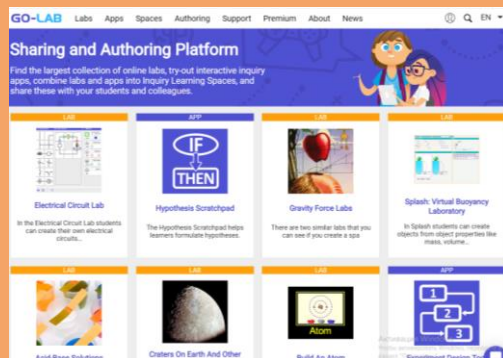 GO-LAB Labs Apps Spaces Authoring Support Premium About News EN
Sharing and Authoring Platform
Find the largest collection of online labs, try-out interactive inquiry
apps, combine labs and apps into Inquiry Learning Spaces, and
share these with your students and colleagues.
LAB
Electrical Circuit Lab
In the Electrical Circuit Lab students
can create their own electrical
circuits...
APP
IF
THEN
Hypothesis Scratchpad
The Hypothesis Scratchpad helps
learners formulate hypotheses.
LAB
Gravity Force Labs
There are two similar labs that you
can see if you create a spa
LAB
Splash: Virtual Buoyancy
Laboratory
In Splash students can create
objects from object properties like
mass, volume...
LAB
Acid-Base Solutions
LAB
Craters On Earth And Other
LAB
Atom
Build An Atom
APP
1
2
3
Experiment Design Tool